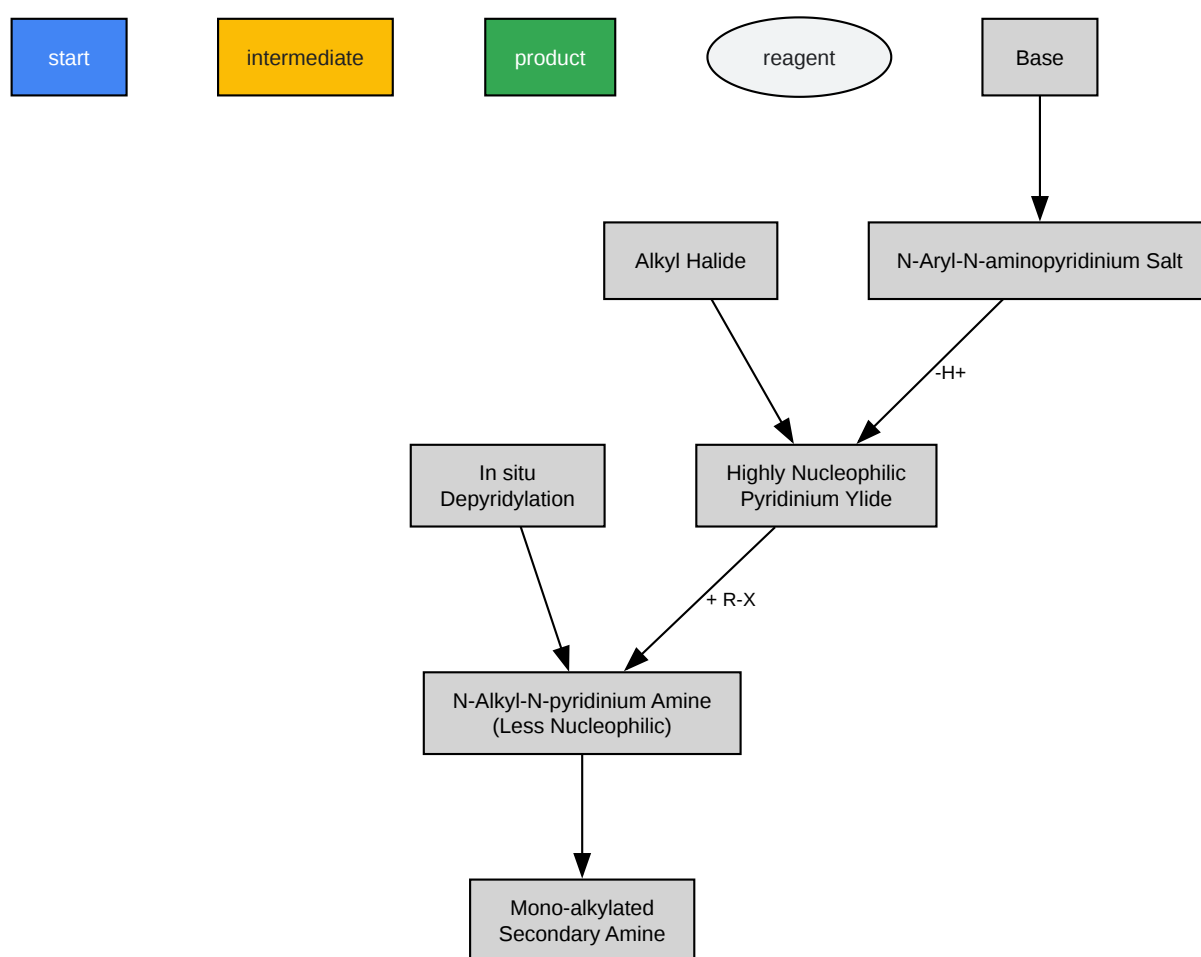 start
intermediate
product
reagent
Base
Alkyl Halide
N-Aryl-N-aminopyridinium Salt
-H+
In situ
Depyridylation
Highly Nucleophilic
Pyridinium Ylide
+ R-X
N-Alkyl-N-pyridinium Amine
(Less Nucleophilic)
Mono-alkylated
Secondary Amine